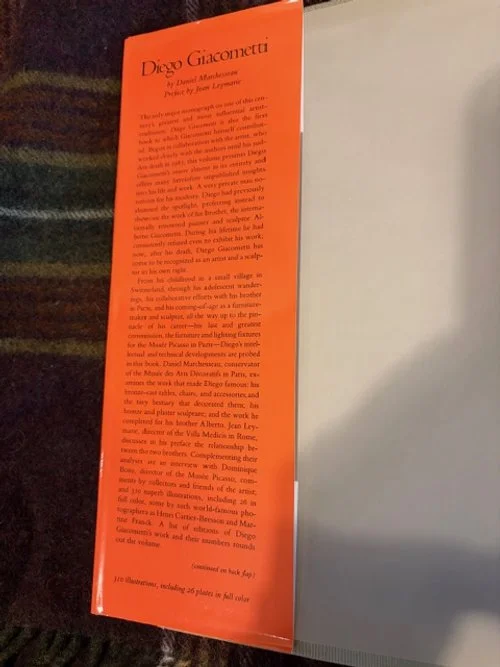 Diego Giacometti
by Daniel Marchesseau
Preface by Jean Leymarie
The only major monograph on one of this cen-
tury's greatest and most influential artist-
craftsmen, Diego Giacometti is also the first
book to which Giacometti himself contribut-
ed. Begun in collaboration with the artist, who
worked closely with the author until his sud-
den death in 1985, this volume presents Diego
Giacometti's entire oeuvre in its entirety and
offers many heretofore unpublished insights
into his life and work. A very private man no-
torious for his modesty, Diego had previously
shunned the spotlight, preferring instead to
showcase the work of his brother, the interna-
tionally renowned painter and sculptor Al-
berto Giacometti. During his lifetime he had
consistently refused even to exhibit his work;
now, after his death, Diego Giacometti has
come to be recognized as an artist and a sculp-
tor in his own right.
From his childhood in a small village in
Switzerland, through his adolescent wander-
ings, his collaborative efforts with his brother
in Paris, and his coming-of-age as a furniture-
maker and sculptor, all the way up to the pin-
nacle of his career—his last and greatest
commission, the furniture and lighting fixtures
for the Musée Picasso in Paris—Diego's intel-
lectual and technical developments are probed
in this book. Daniel Marchesseau, conservator
of the Musée des Arts Décoratifs in Paris, ex-
amines the work that made Diego famous: his
bronze-cast tables, chairs, and accessories and
the tiny bestiary that decorated them, his
bronze and plaster sculpture, and the work he
completed for his brother Alberto. Jean Ley-
marie, director of the Villa Medicis in Rome,
discusses in his preface the relationship be-
tween the two brothers. Complementing their
analyses are an interview with Dominique
Bozo, director of the Musée Picasso, com-
ments by collectors and friends of the artist,
and 310 superb illustrations, including 26 in
full color, some by such world-famous pho-
tographers as Henri Cartier-Bresson and Mar-
tine Franck. A list of editions of Diego
Giacometti's work and their numbers rounds
out the volume.
(continued on back flap)
310 illustrations, including 26 plates in full color